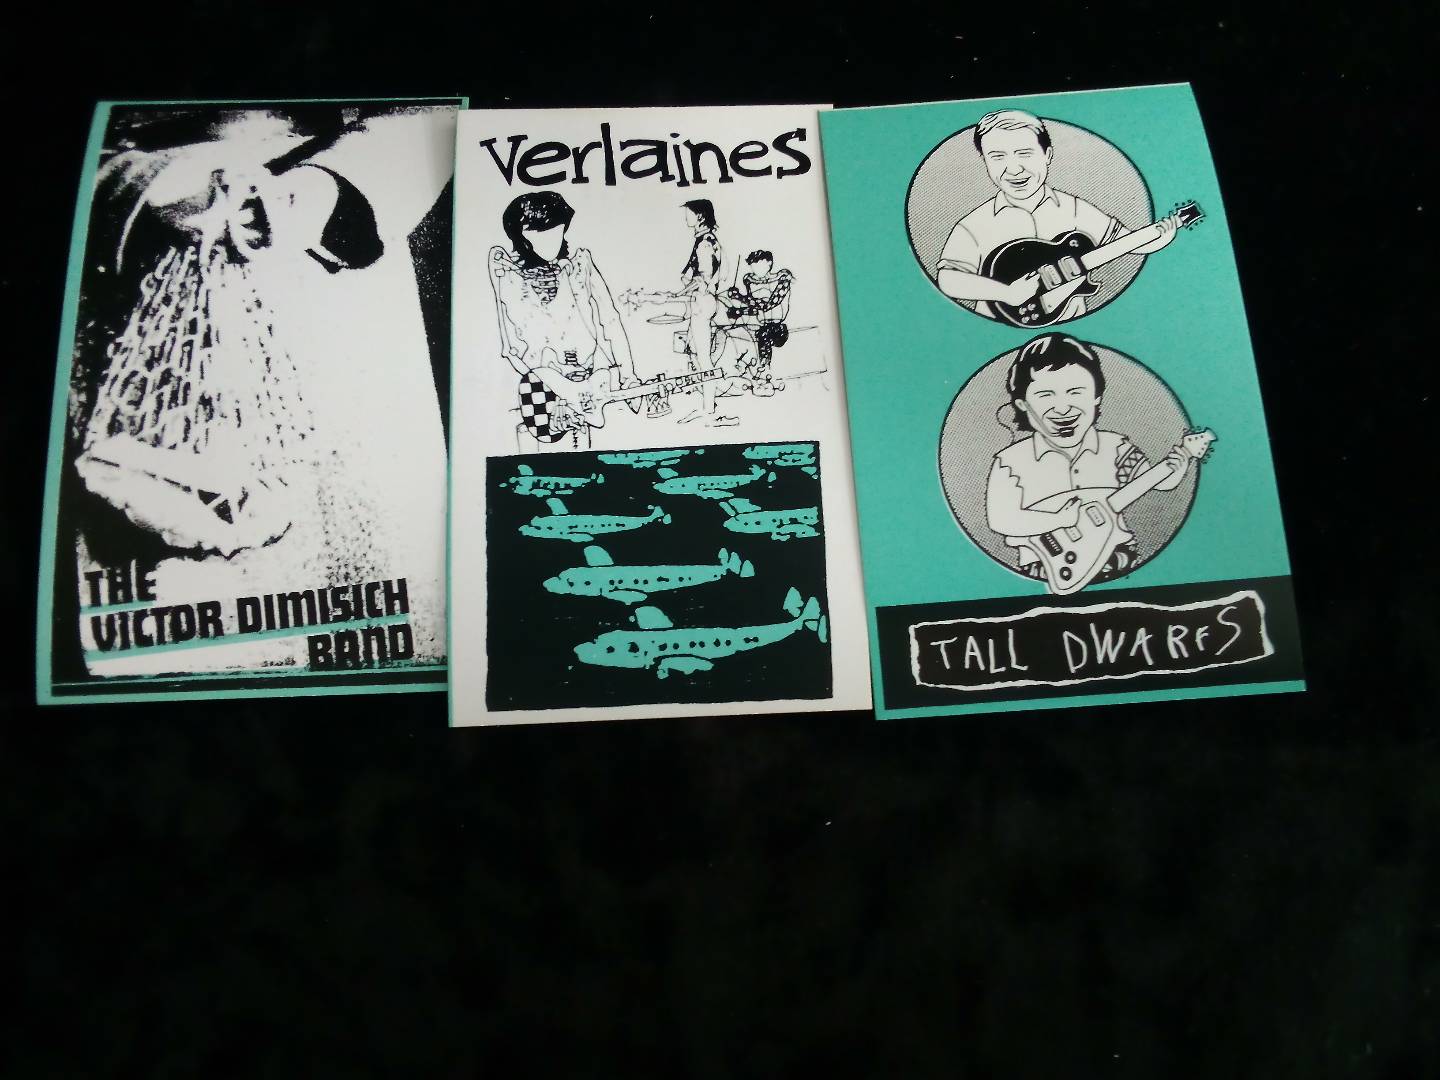 THE
VICTOR DIMISICH
BAND
Verlaines
TALL DWARFS